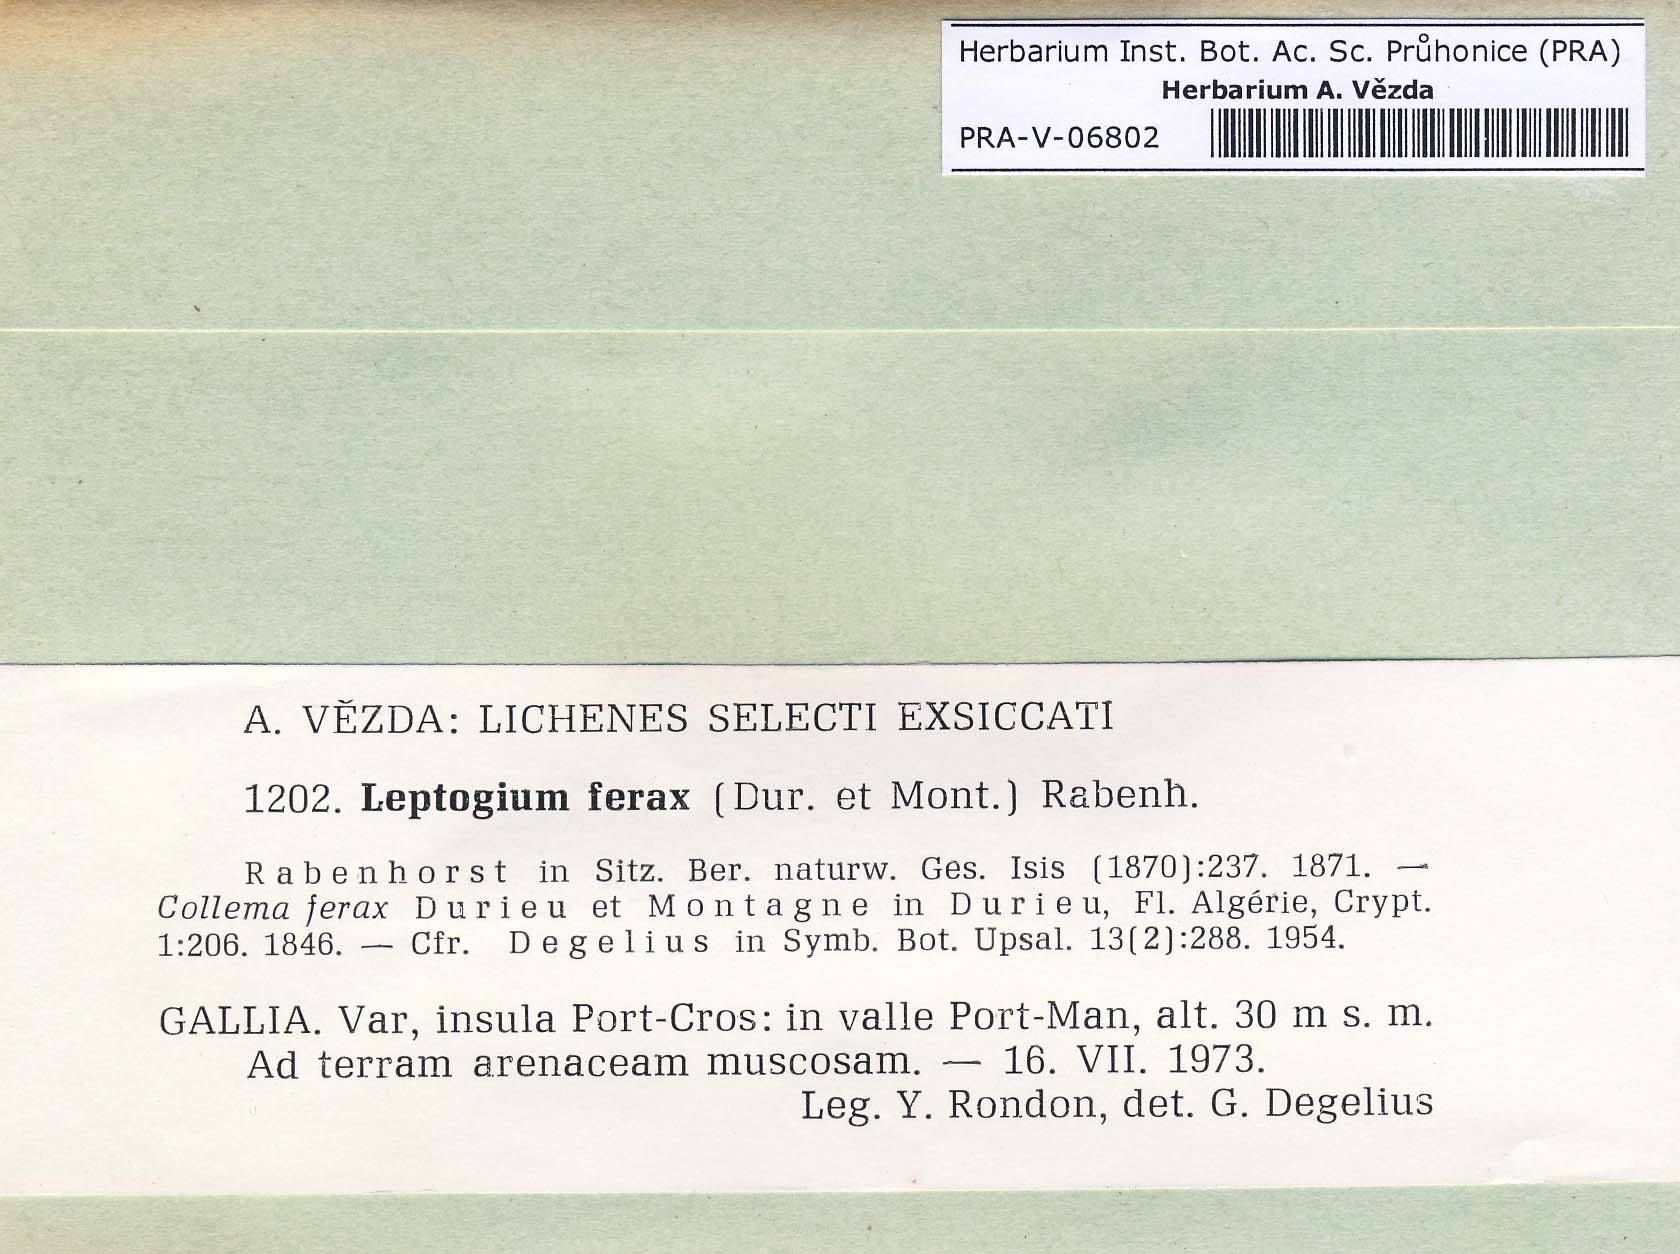 Herbarium Inst. Bot. Ac. Sc. Průhonice (PRA)
Herbarium A. Vězda
PRA-V-06802
A. VĚZDA: LICHENES SELECTI EXSICCATI
1202. Leptogium ferax (Dur. et Mont.) Rabenh.
Rabenhorst in Sitz. Ber. naturw. Ges. Isis (1870):237. 1871. —
Collema ferax Durieu et Montagne in Durieu, Fl. Algérie, Crypt.
1:206. 1846. — Cfr. Degelius in Symb. Bot. Upsal. 13(2):288. 1954.
GALLIA. Var, insula Port-Cros: in valle Port-Man, alt. 30 m s. m.
Ad terram arenaceam muscosam. — 16. VII. 1973.
Leg. Y. Rondon, det. G. Degelius